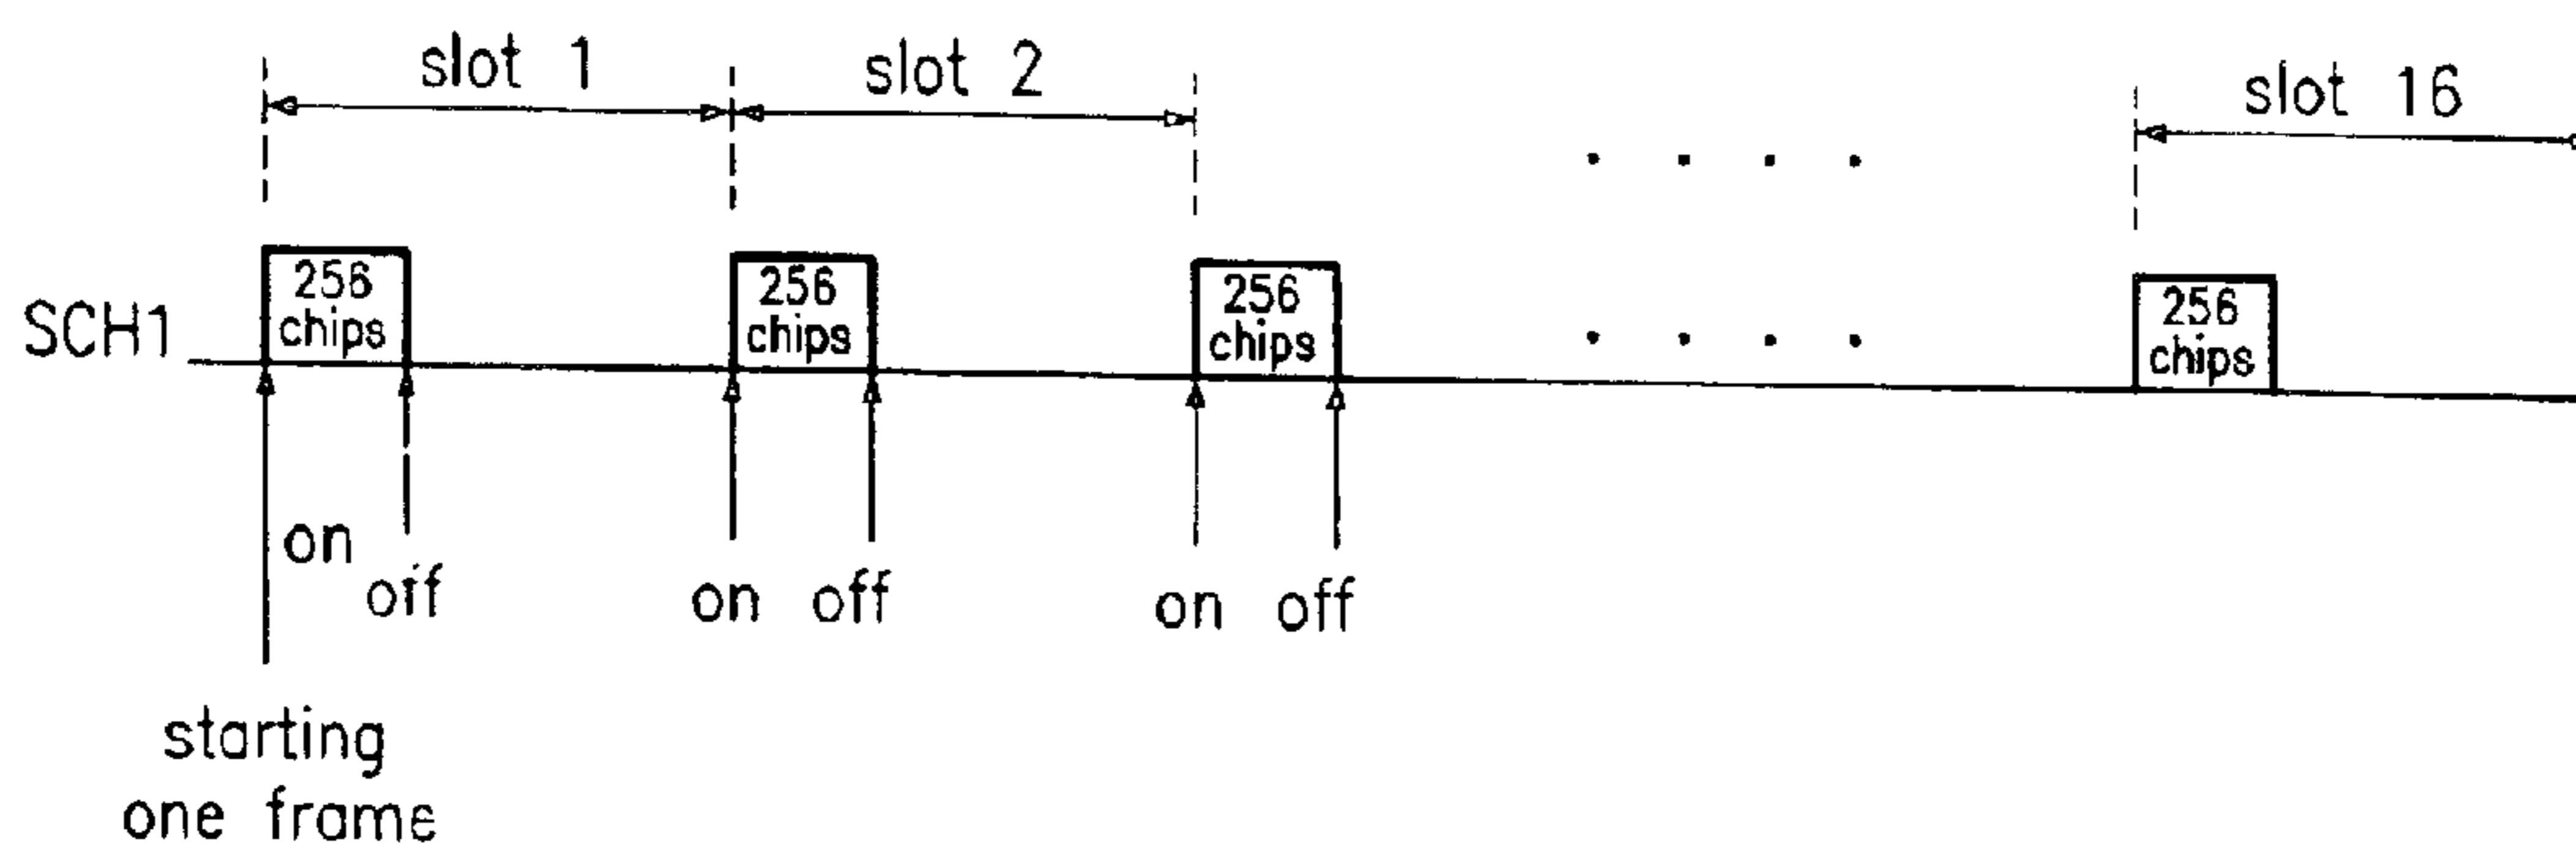 slot 1
slot 2
slot 16
SCH1
256
chips
256
chips
256
chips
256
chips
on
off
on
off
on
off
starting
one frame